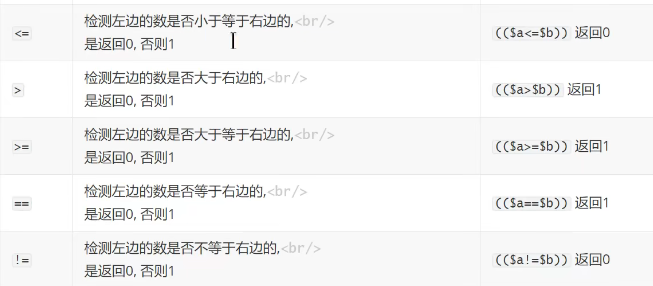 <= 检测左边的数是否小于等于右边的,<br/> (($a<=$b)) 返回0
是返回0, 否则1
> 检测左边的数是否大于右边的,<br/> (($a>$b)) 返回1
是返回0, 否则1
>= 检测左边的数是否大于等于右边的,<br/> (($a>=$b)) 返回1
是返回0, 否则1
== 检测左边的数是否等于右边的,<br/> (($a==$b)) 返回1
是返回0, 否则1
!= 检测左边的数是否不等于右边的,<br/> (($a!=$b)) 返回0
是返回0, 否则1